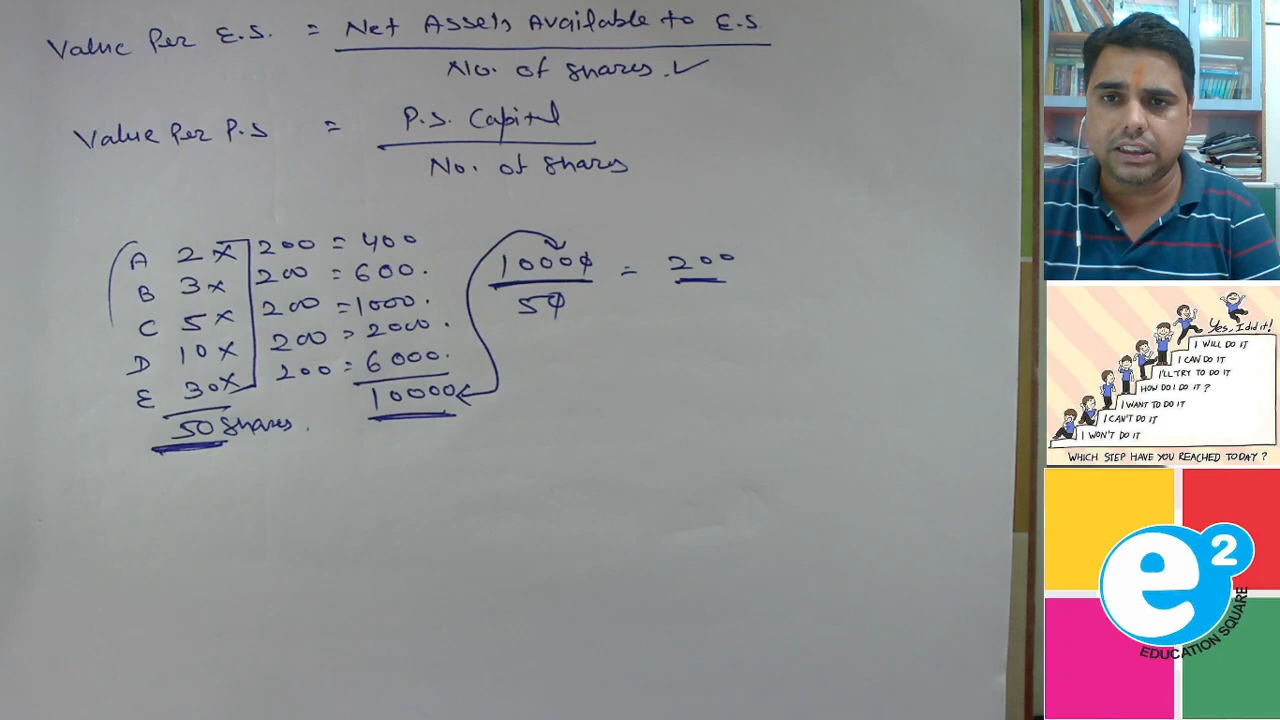 Value Per E.S. = Net Assets Available to E.S.
No. of shares. ✓
Value Per P.S = P.S. Capital
No. of shares
A 2 x 200 = 400
B 3 x 200 = 600.
C 5 x 200 = 1000.
D 10 x 200 = 2000.
E 30 x 200 = 6000.
50 shares. 10000
10000 = 200
50
Yes, I did it!
I WILL DO IT
I CAN DO IT
I'LL TRY TO DO IT
HOW DO I DO IT?
I WANT TO DO IT
I CAN'T DO IT
I WON'T DO IT
WHICH STEP HAVE YOU REACHED TODAY?
e2
EDUCATION SQUARE